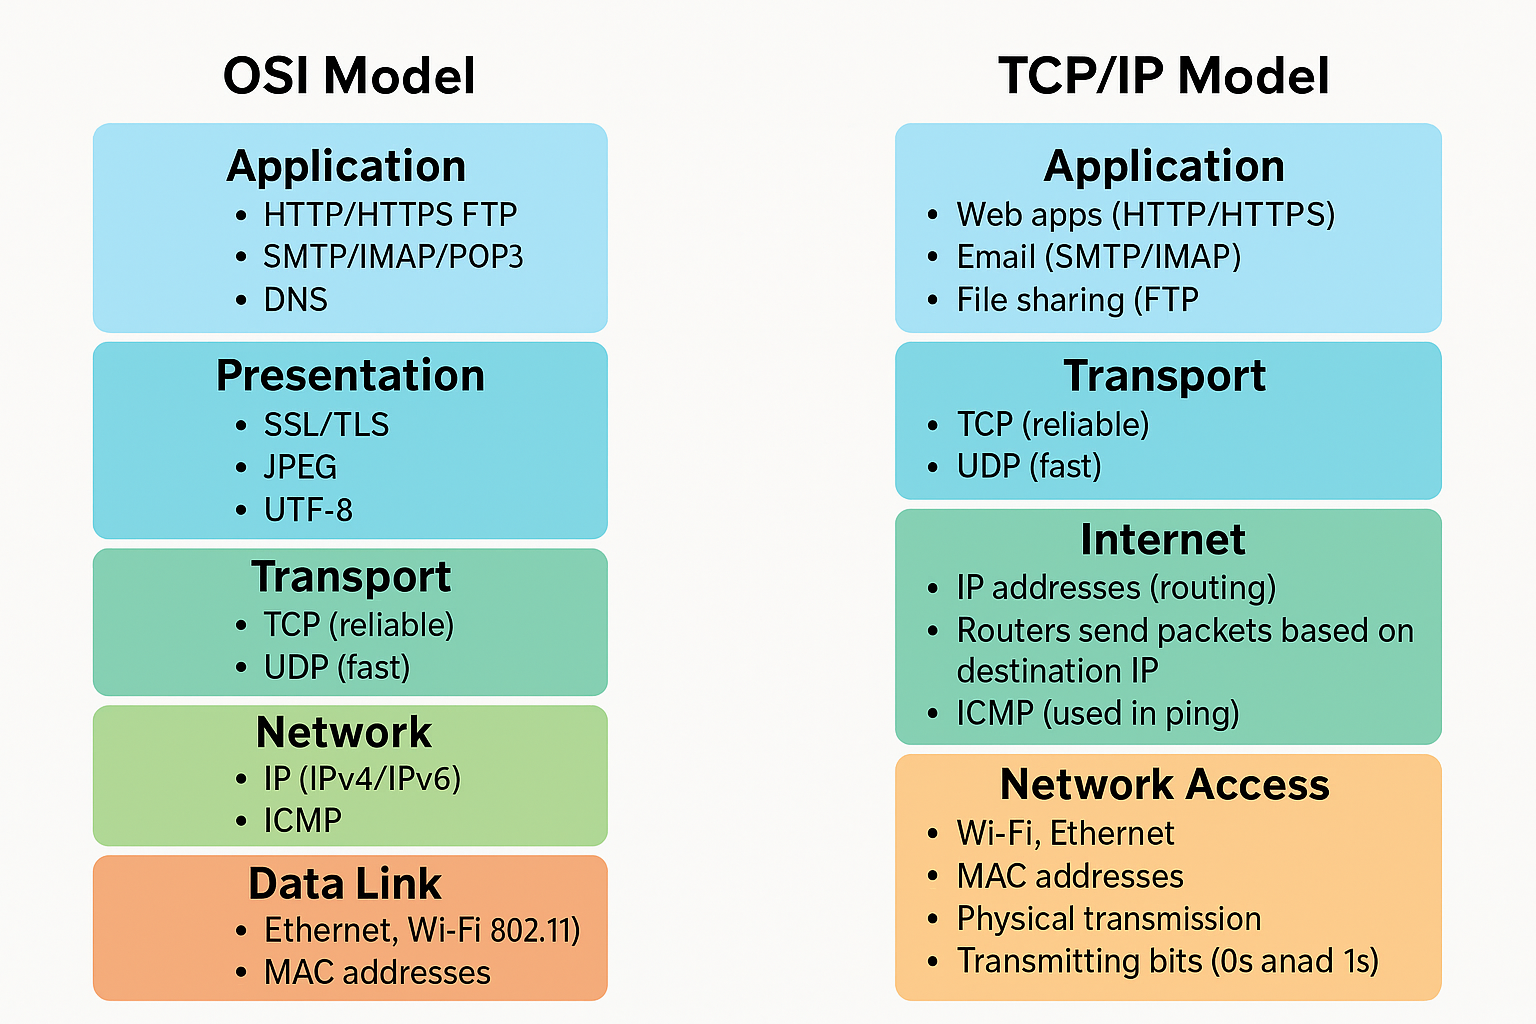 OSI Model
Application
• HTTP/HTTPS FTP
• SMTP/IMAP/POP3
• DNS
Presentation
• SSL/TLS
• JPEG
• UTF-8
Transport
• TCP (reliable)
• UDP (fast)
Network
• IP (IPv4/IPv6)
• ICMP
Data Link
• Ethernet, Wi-Fi 802.11)
• MAC addresses
TCP/IP Model
Application
• Web apps (HTTP/HTTPS)
• Email (SMTP/IMAP)
• File sharing (FTP
Transport
• TCP (reliable)
• UDP (fast)
Internet
• IP addresses (routing)
• Routers send packets based on
destination IP
• ICMP (used in ping)
Network Access
• Wi-Fi, Ethernet
• MAC addresses
• Physical transmission
• Transmitting bits (0s anad 1s)